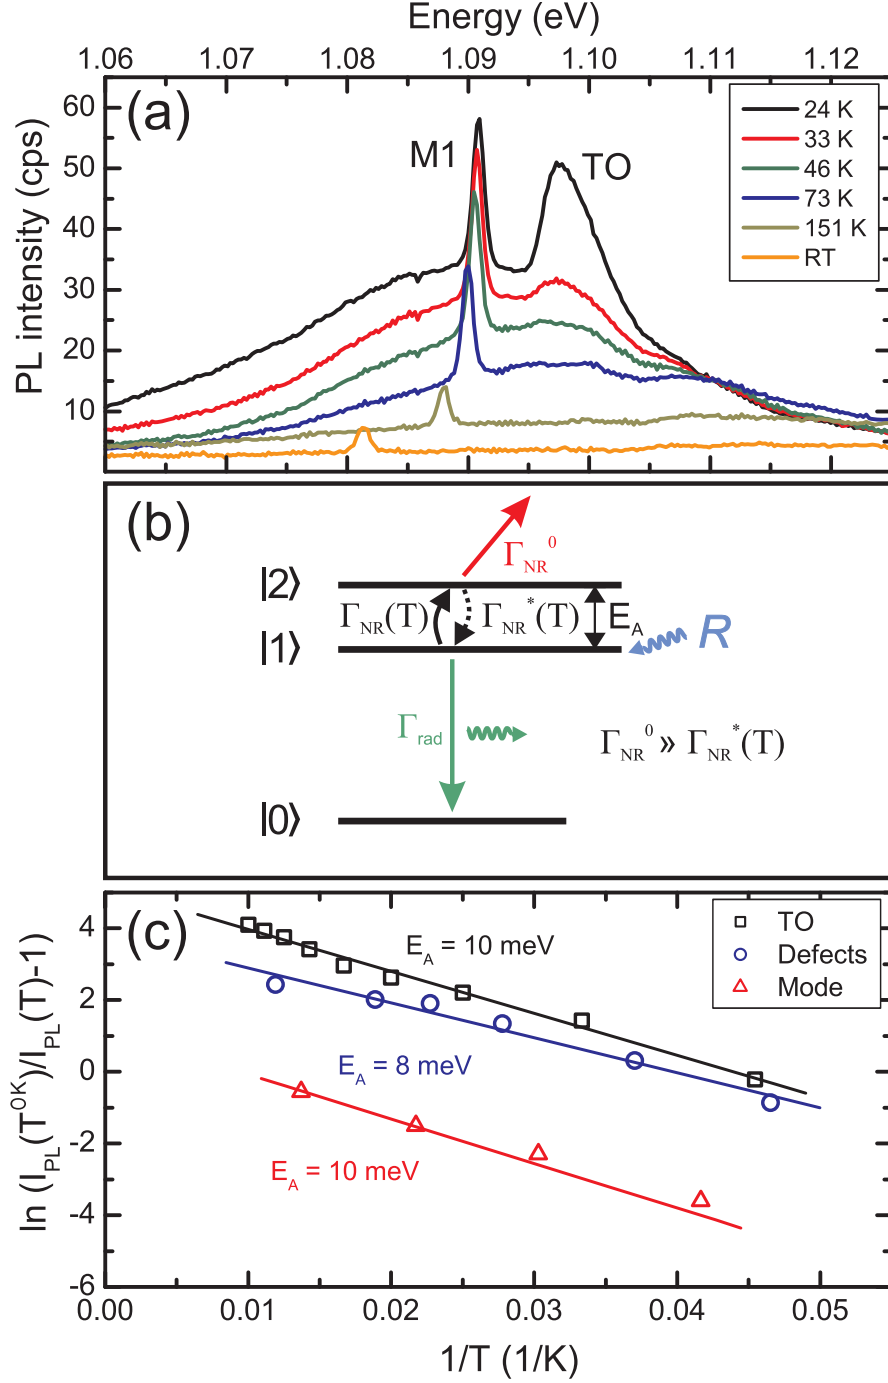 Energy (eV)
1.06 1.07 1.08 1.09 1.10 1.11 1.12
(a)
PL intensity (cps)
60
50
40
30
20
10
M1
TO
24 K
33 K
46 K
73 K
151 K
RT
(b)
Γ_NR^0
|2⟩
Γ_NR(T) Γ_NR^*(T) E_A
|1⟩
R
Γ_rad
Γ_NR^0 » Γ_NR^*(T)
|0⟩
(c)
ln (I_PL(T^0K)/I_PL(T)-1)
4
2
0
-2
-4
-6
TO
Defects
Mode
E_A = 10 meV
E_A = 8 meV
E_A = 10 meV
0.00 0.01 0.02 0.03 0.04 0.05
1/T (1/K)